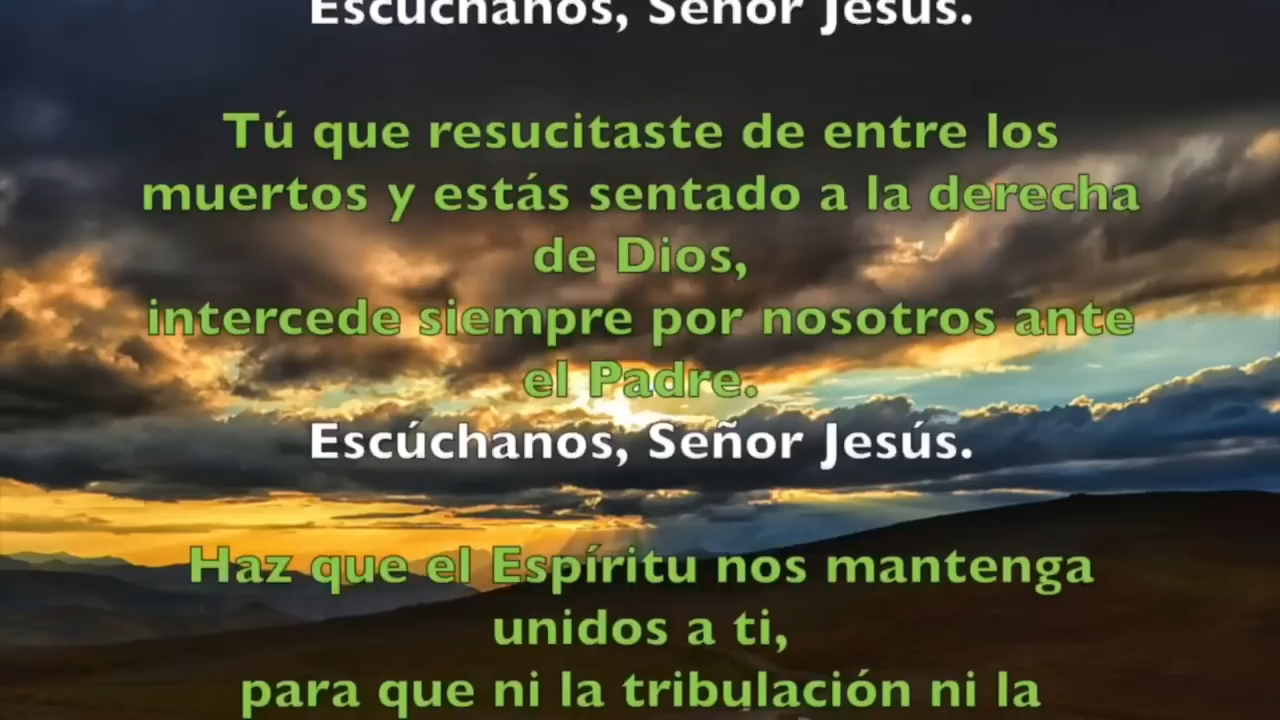 Escúchanos, Señor Jesús.
Tú que resucitaste de entre los
muertos y estás sentado a la derecha
de Dios,
intercede siempre por nosotros ante
el Padre.
Escúchanos, Señor Jesús.
Haz que el Espíritu nos mantenga
unidos a ti,
para que ni la tribulación ni la